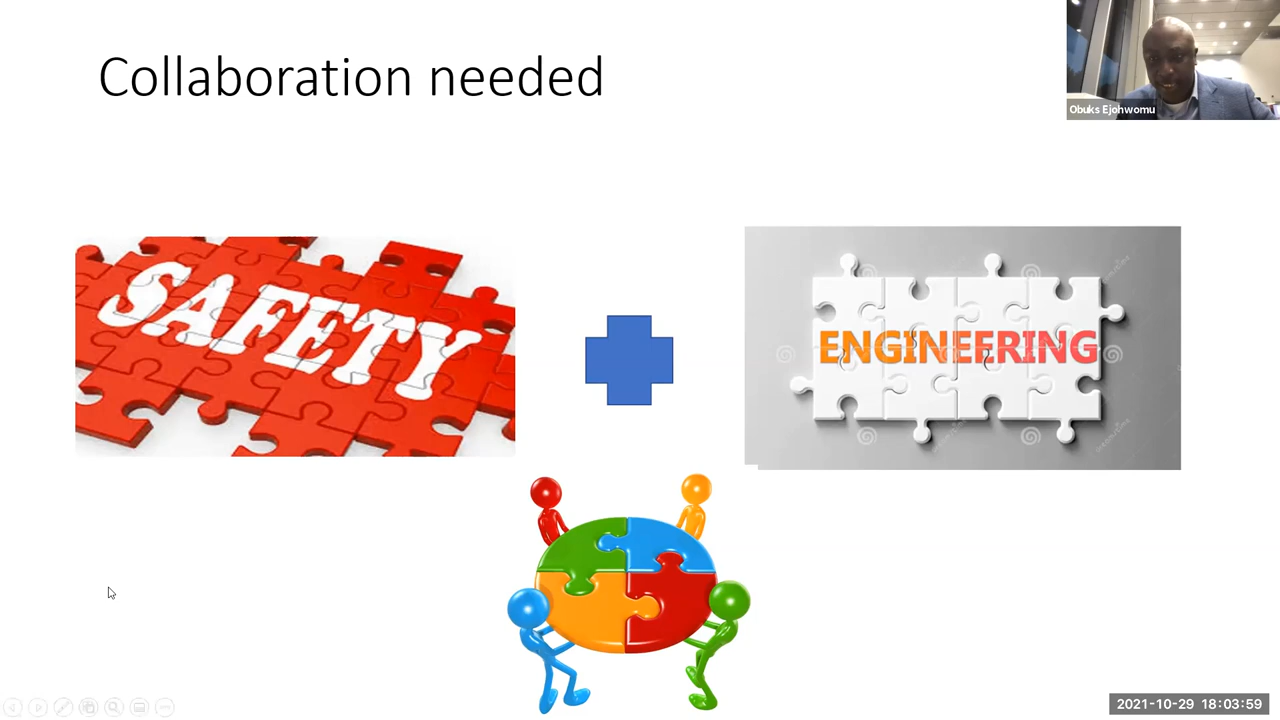 Collaboration needed
Obuks Ejohwomu
SAFETY
ENGINEERING
2021-10-29 18:03:59